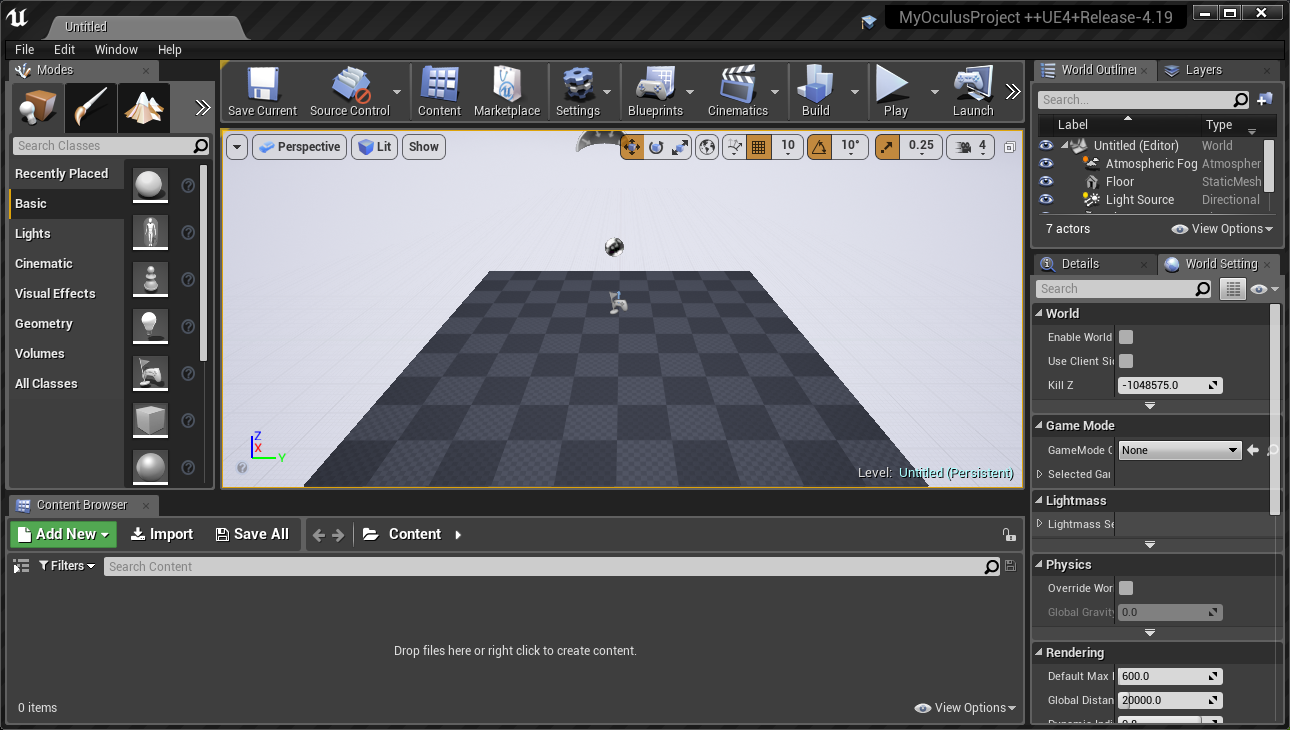 Untitled
MyOculusProject ++UE4+Release-4.19
File Edit Window Help
Modes
Search Classes
Recently Placed
Basic
Lights
Cinematic
Visual Effects
Geometry
Volumes
All Classes
Save Current Source Control Content Marketplace Settings Blueprints Cinematics Build Play Launch
Perspective Lit Show 10 10° 0.25 4
Z
X
Y
Level: Untitled (Persistent)
World Outliner Layers
Search...
Label Type
Untitled (Editor) World
Atmospheric Fog Atmospher
Floor StaticMesh
Light Source Directional
7 actors View Options
Details World Setting
Search
World
Enable World
Use Client Si
Kill Z -1048575.0
Game Mode
GameMode O None
Selected Gar
Lightmass
Lightmass Se
Physics
Override Wor
Global Gravity 0.0
Rendering
Default Max 600.0
Global Distan 20000.0
Content Browser
Add New Import Save All Content
Filters Search Content
Drop files here or right click to create content.
0 items View Options